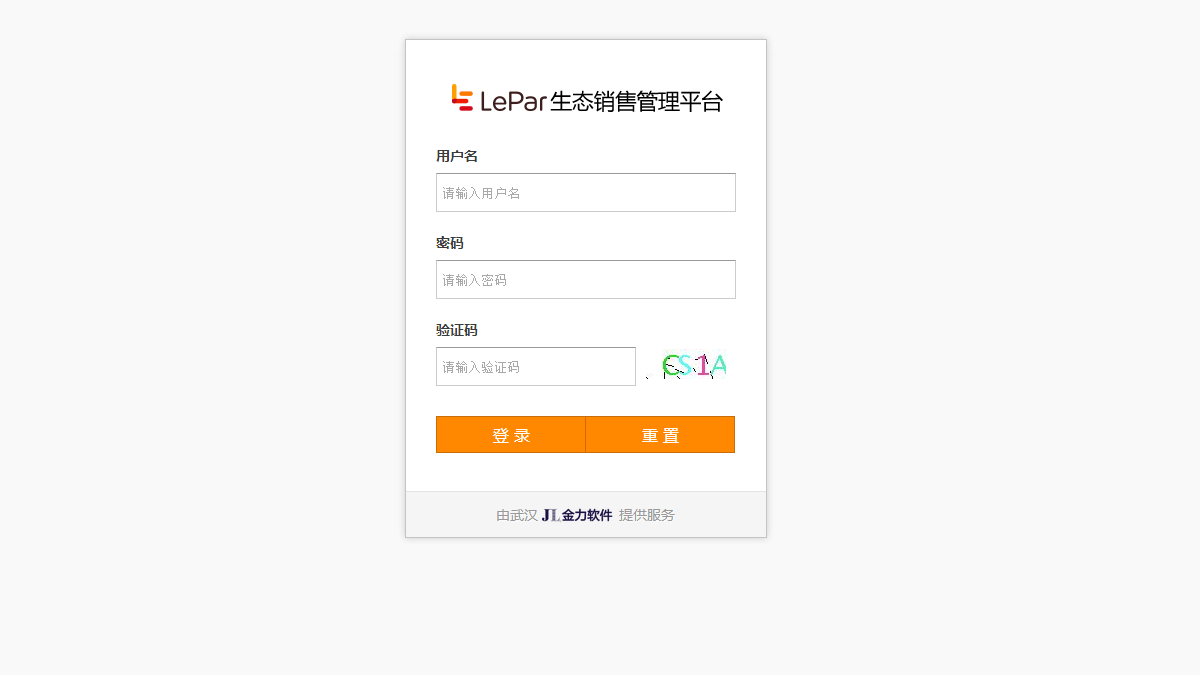 LePar生态销售管理平台
用户名
请输入用户名
密码
请输入密码
验证码
请输入验证码
CS1A
登 录 重 置
由武汉 JL金力软件 提供服务